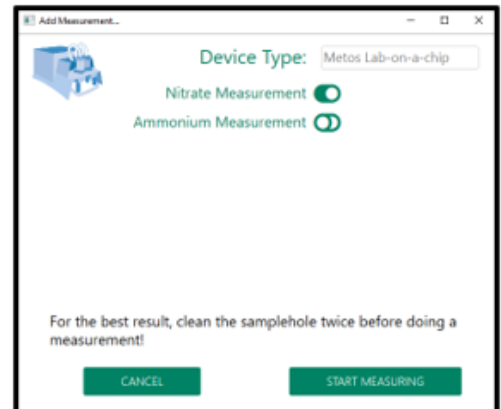 Add Measurement...
Device Type: Metos Lab-on-a-chip
Nitrate Measurement
Ammonium Measurement
For the best result, clean the samplehole twice before doing a
measurement!
CANCEL START MEASURING